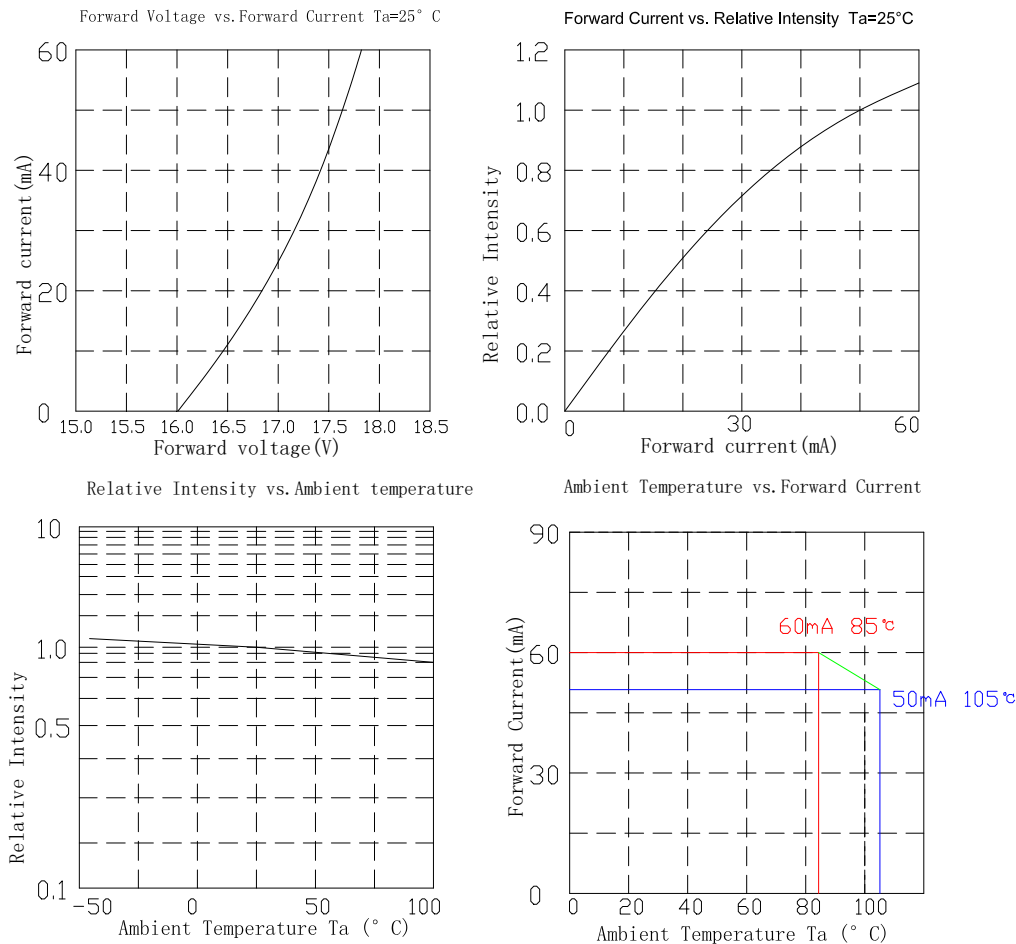 Forward Voltage vs.Forward Current Ta=25° C
60
40
20
0
Forward current(mA)
15.0 15.5 16.0 16.5 17.0 17.5 18.0 18.5
Forward voltage(V)
Forward Current vs. Relative Intensity Ta=25°C
1.2
1.0
0.8
0.6
0.4
0.2
0.0
Relative Intensity
0 30 60
Forward current(mA)
Relative Intensity vs.Ambient temperature
10
1.0
0.5
0.1
Relative Intensity
-50 0 50 100
Ambient Temperature Ta (° C)
Ambient Temperature vs.Forward Current
90
60
30
0
Forward Current(mA)
60mA 85℃
50mA 105℃
0 20 40 60 80 100
Ambient Temperature Ta (° C)